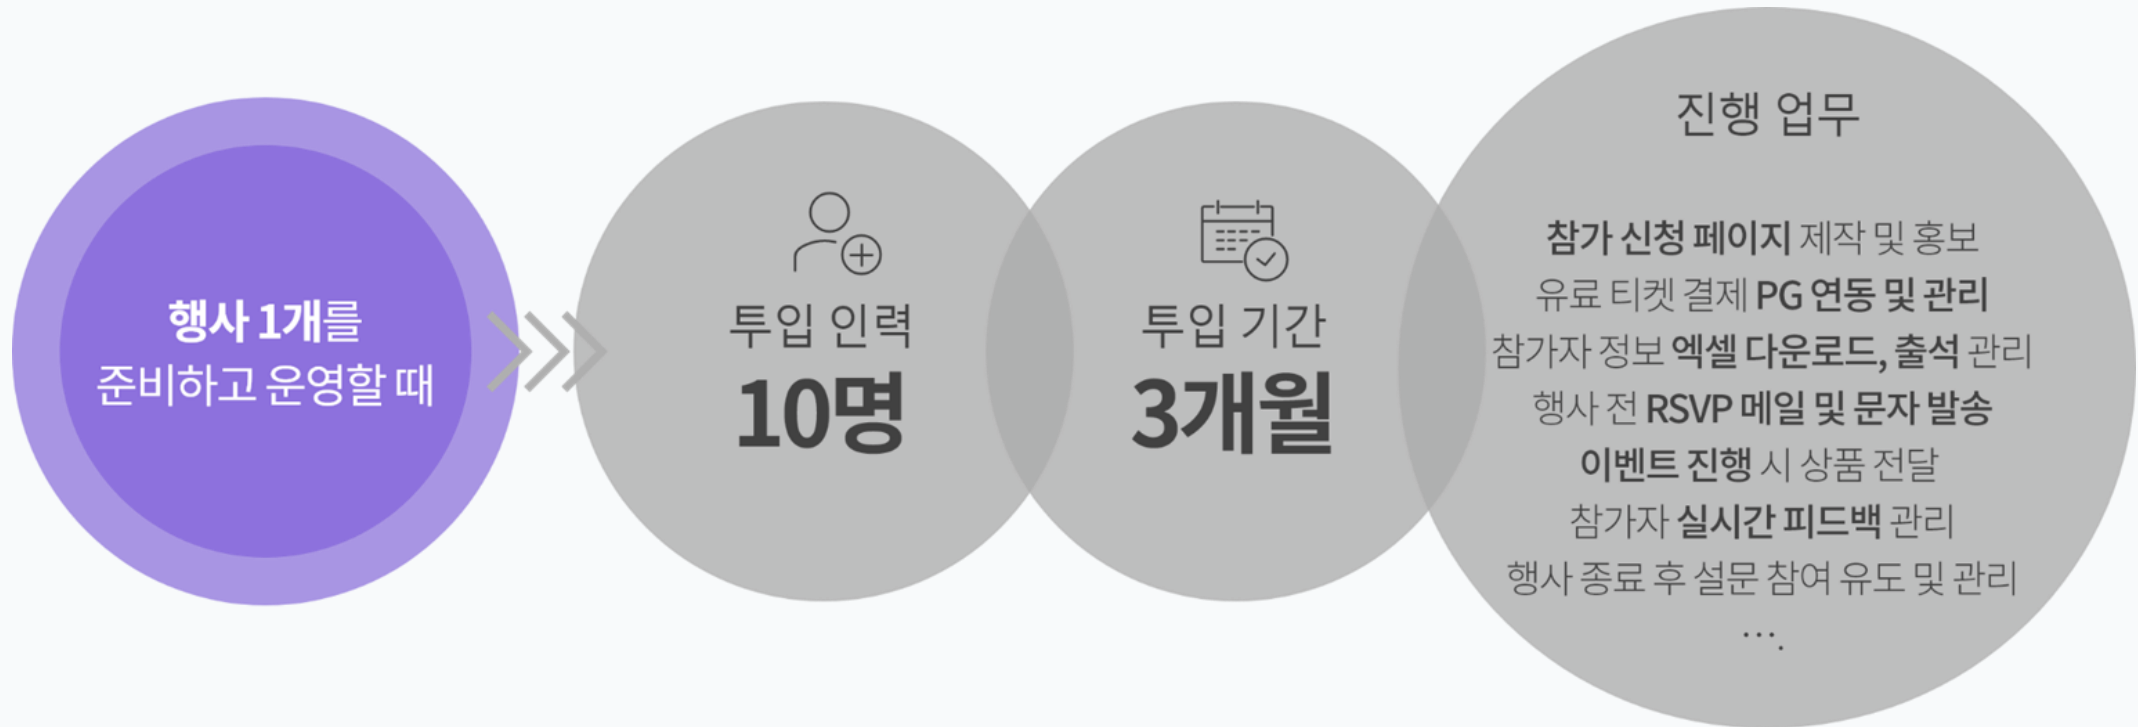 행사 1개를
준비하고 운영할 때
투입 인력
10명
투입 기간
3개월
진행 업무
참가 신청 페이지 제작 및 홍보
유료 티켓 결제 PG 연동 및 관리
참가자 정보 엑셀 다운로드, 출석 관리
행사 전 RSVP 메일 및 문자 발송
이벤트 진행 시 상품 전달
참가자 실시간 피드백 관리
행사 종료 후 설문 참여 유도 및 관리
….